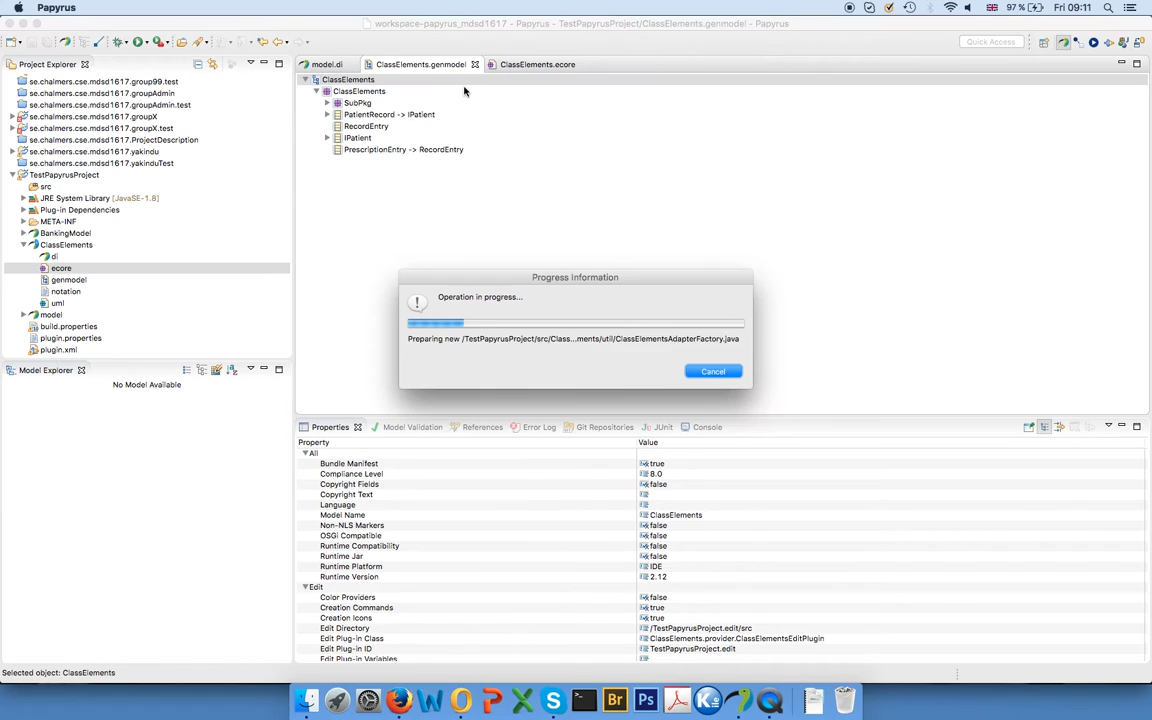 Papyrus
97%
Fri 09:11
workspace-papyrus_mdsd1617 - Papyrus - TestPapyrusProject/ClassElements.genmodel - Papyrus
Quick Access
Project Explorer
model.di
ClassElements.genmodel
ClassElements.ecore
se.chalmers.cse.mdsd1617.group99.test
se.chalmers.cse.mdsd1617.groupAdmin
se.chalmers.cse.mdsd1617.groupAdmin.test
se.chalmers.cse.mdsd1617.groupX
se.chalmers.cse.mdsd1617.groupX.test
se.chalmers.cse.mdsd1617.ProjectDescription
se.chalmers.cse.mdsd1617.yakindu
se.chalmers.cse.mdsd1617.yakinduTest
TestPapyrusProject
src
JRE System Library [JavaSE-1.8]
Plug-in Dependencies
META-INF
BankingModel
ClassElements
di
ecore
genmodel
notation
uml
model
build.properties
plugin.properties
plugin.xml
ClassElements
ClassElements
SubPkg
PatientRecord -> IPatient
RecordEntry
IPatient
PrescriptionEntry -> RecordEntry
Progress Information
Operation in progress...
Preparing new /TestPapyrusProject/src/Class...ments/util/ClassElementsAdapterFactory.java
Cancel
Model Explorer
No Model Available
Properties
Model Validation
References
Error Log
Git Repositories
JUnit
Console
Property Value
All
Bundle Manifest true
Compliance Level 8.0
Copyright Fields false
Copyright Text
Language
Model Name ClassElements
Non-NLS Markers false
OSGi Compatible false
Runtime Compatibility false
Runtime Jar false
Runtime Platform IDE
Runtime Version 2.12
Edit
Color Providers false
Creation Commands true
Creation Icons true
Edit Directory /TestPapyrusProject.edit/src
Edit Plug-in Class ClassElements.provider.ClassElementsEditPlugin
Edit Plug-in ID TestPapyrusProject.edit
Edit Plug-in Variables
Selected object: ClassElements
Br
Ps